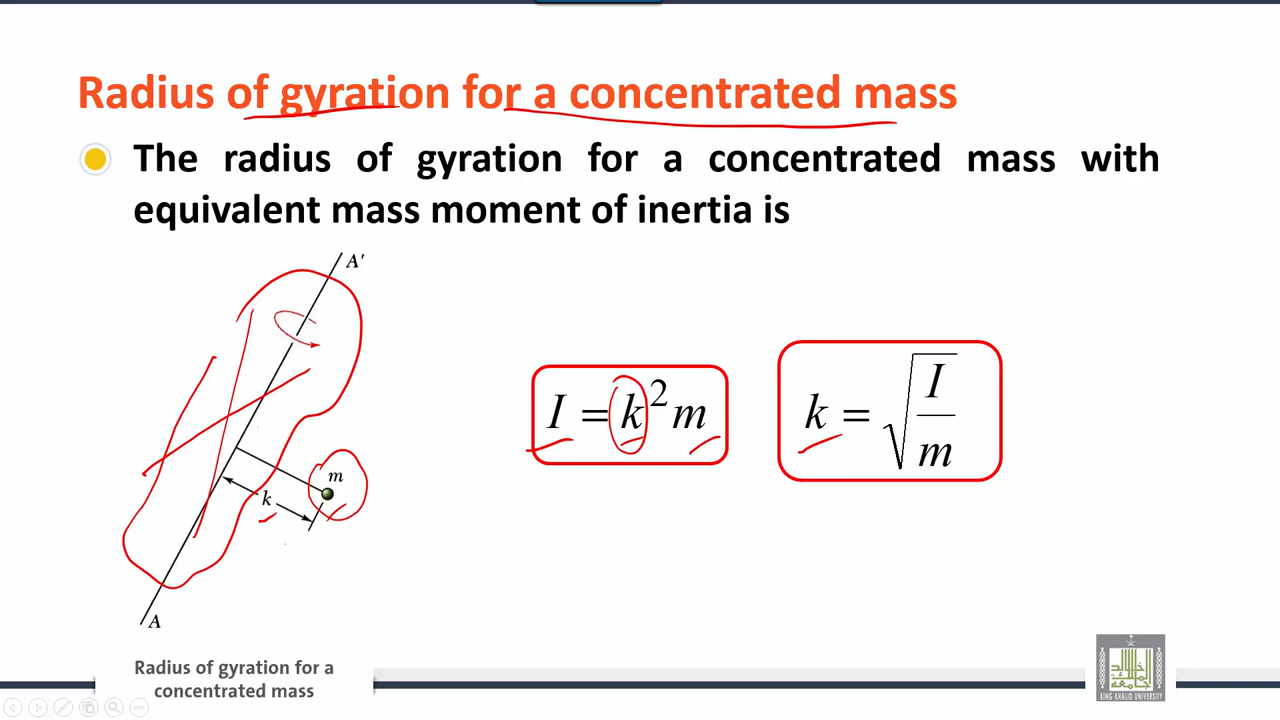 Radius of gyration for a concentrated mass
The radius of gyration for a concentrated mass with
equivalent mass moment of inertia is
A'
m
k
A
I = k²m
k = √(I/m)
Radius of gyration for a
concentrated mass
KING KHALID UNIVERSITY